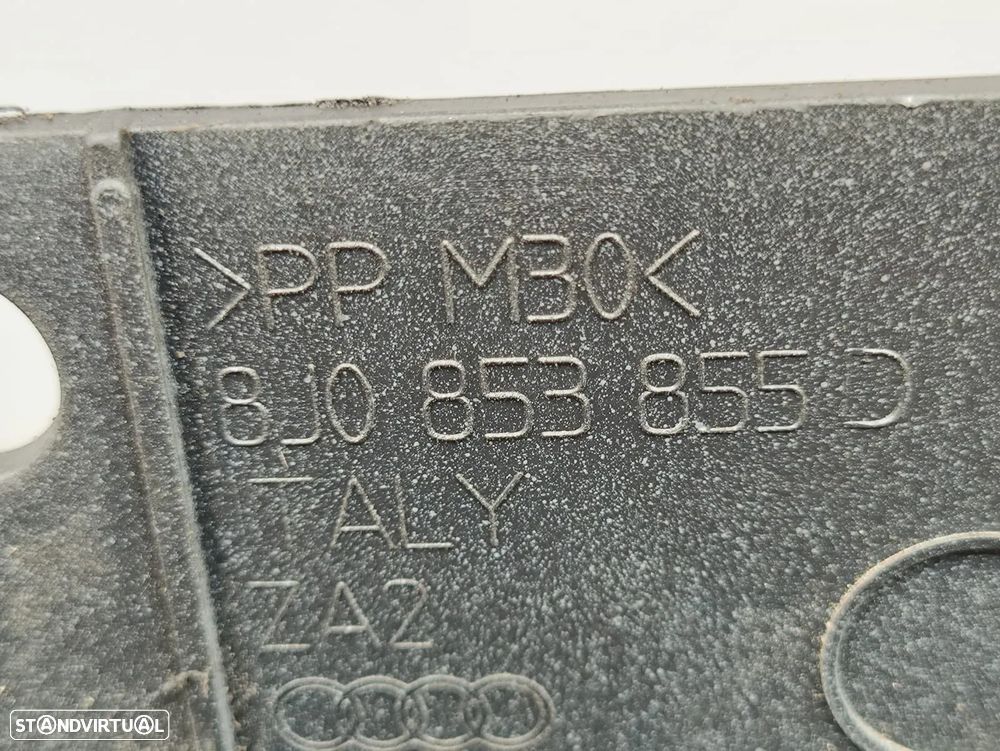 >PP M30<
8J0 853 855 D
ITALY
ZA2
STANDVIRTUAL